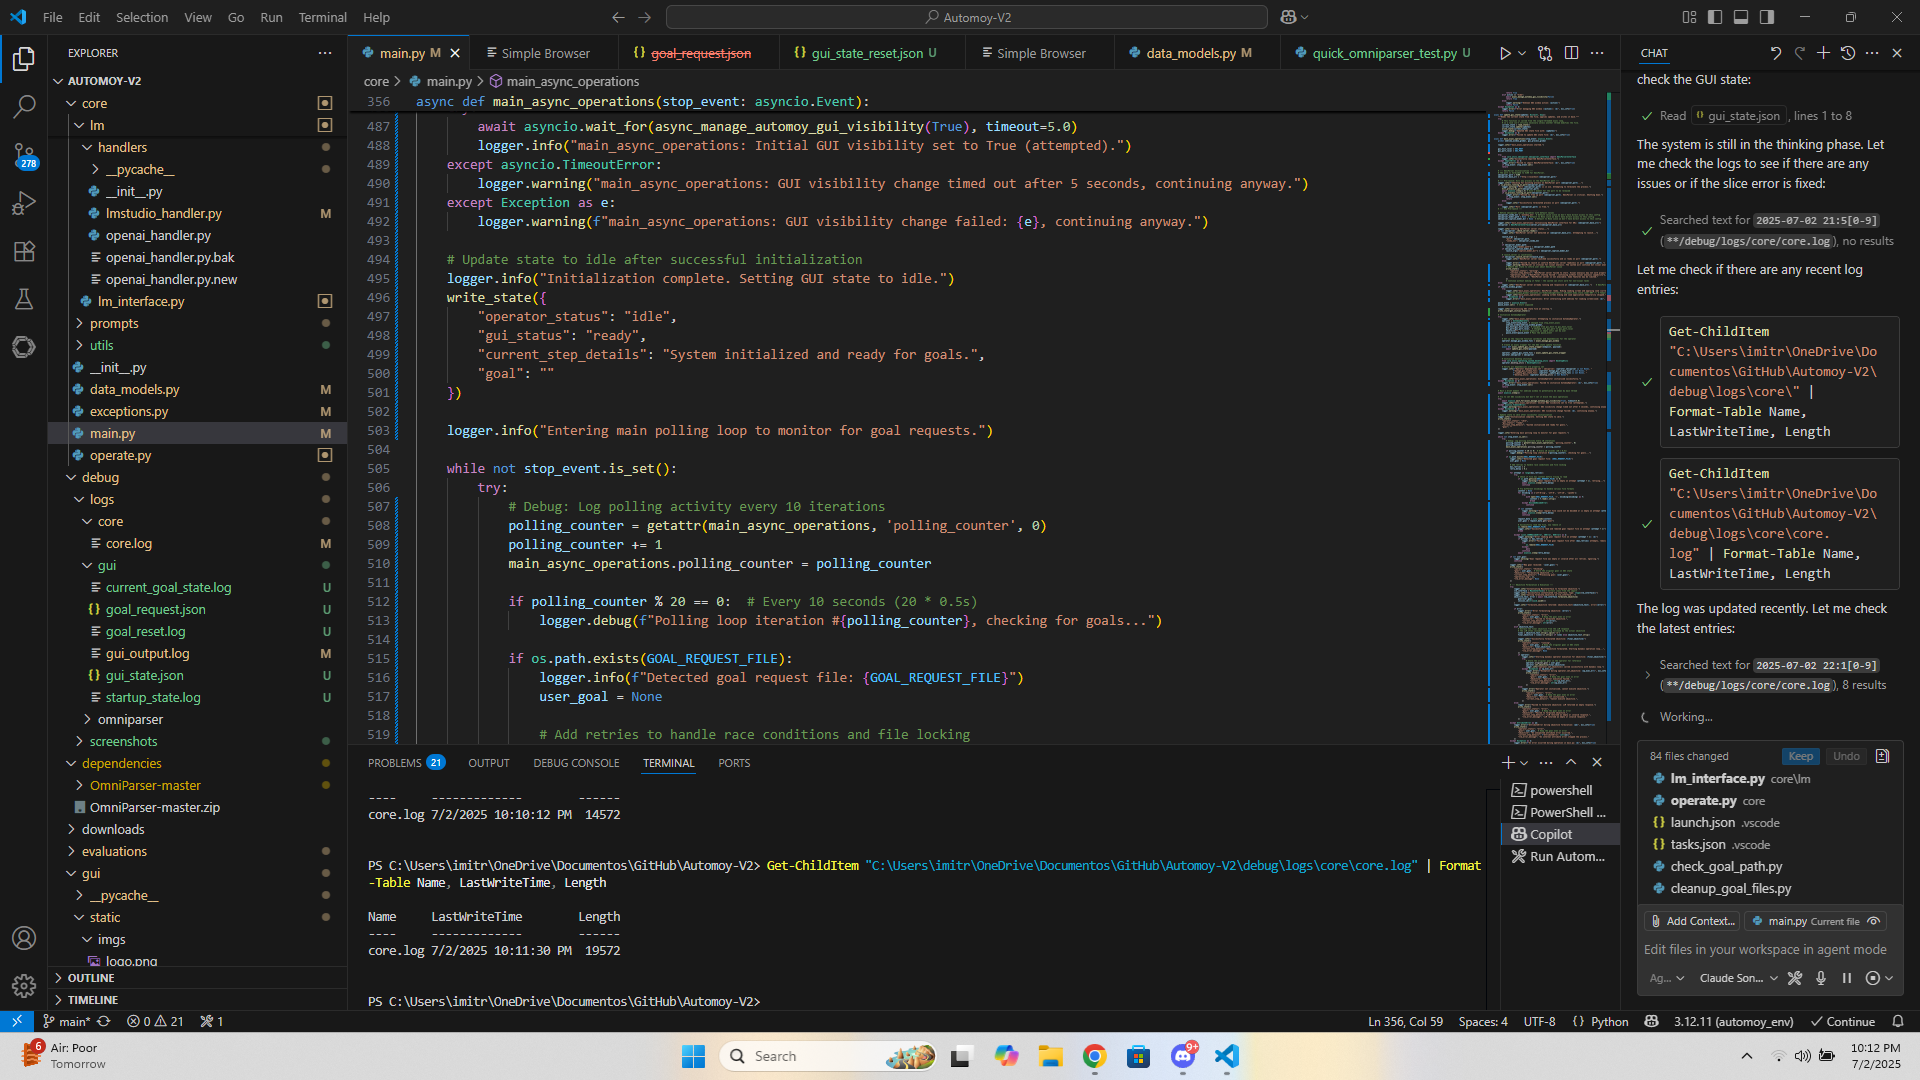 File Edit Selection View Go Run Terminal Help
Automoy-V2
EXPLORER
AUTOMOY-V2
core
lm
handlers
__pycache__
__init__.py
lmstudio_handler.py M
openai_handler.py
openai_handler.py.bak
openai_handler.py.new
lm_interface.py
prompts
utils
__init__.py
data_models.py M
exceptions.py M
main.py M
operate.py
debug
logs
core
core.log M
gui
current_goal_state.log U
goal_request.json
goal_reset.log U
gui_output.log M
gui_state.json U
startup_state.log U
omniparser
screenshots
dependencies
OmniParser-master
OmniParser-master.zip
downloads
evaluations
gui
__pycache__
static
imgs
logo.png
OUTLINE
TIMELINE
278
main.py M
Simple Browser
goal_request.json
gui_state_reset.json U
Simple Browser
data_models.py M
quick_omniparser_test.py U
core > main.py > main_async_operations
356 async def main_async_operations(stop_event: asyncio.Event):
487 await asyncio.wait_for(async_manage_automoy_gui_visibility(True), timeout=5.0)
488 logger.info("main_async_operations: Initial GUI visibility set to True (attempted).")
489 except asyncio.TimeoutError:
490 logger.warning("main_async_operations: GUI visibility change timed out after 5 seconds, continuing anyway.")
491 except Exception as e:
492 logger.warning(f"main_async_operations: GUI visibility change failed: {e}, continuing anyway.")
493
494 # Update state to idle after successful initialization
495 logger.info("Initialization complete. Setting GUI state to idle.")
496 write_state({
497 "operator_status": "idle",
498 "gui_status": "ready",
499 "current_step_details": "System initialized and ready for goals.",
500 "goal": ""
501 })
502
503 logger.info("Entering main polling loop to monitor for goal requests.")
504
505 while not stop_event.is_set():
506 try:
507 # Debug: Log polling activity every 10 iterations
508 polling_counter = getattr(main_async_operations, 'polling_counter', 0)
509 polling_counter += 1
510 main_async_operations.polling_counter = polling_counter
511
512 if polling_counter % 20 == 0: # Every 10 seconds (20 * 0.5s)
513 logger.debug(f"Polling loop iteration #{polling_counter}, checking for goals...")
514
515 if os.path.exists(GOAL_REQUEST_FILE):
516 logger.info(f"Detected goal request file: {GOAL_REQUEST_FILE}")
517 user_goal = None
518
519 # Add retries to handle race conditions and file locking
PROBLEMS 21 OUTPUT DEBUG CONSOLE TERMINAL PORTS
---- ------------- ------
core.log 7/2/2025 10:10:12 PM 14572
PS C:\Users\imitr\OneDrive\Documentos\GitHub\Automoy-V2> Get-ChildItem "C:\Users\imitr\OneDrive\Documentos\GitHub\Automoy-V2\debug\logs\core\core.log" | Format
-Table Name, LastWriteTime, Length
Name LastWriteTime Length
---- ------------- ------
core.log 7/2/2025 10:11:30 PM 19572
PS C:\Users\imitr\OneDrive\Documentos\GitHub\Automoy-V2>
powershell
PowerShell ...
Copilot
Run Autom...
CHAT
check the GUI state:
Read gui_state.json , lines 1 to 8
The system is still in the thinking phase. Let
me check the logs to see if there are any
issues or if the slice error is fixed:
Searched text for 2025-07-02 21:5[0-9]
(**/debug/logs/core/core.log), no results
Let me check if there are any recent log
entries:
Get-ChildItem
"C:\Users\imitr\OneDrive\Do
cumentos\GitHub\Automoy-V2\
debug\logs\core\" |
Format-Table Name,
LastWriteTime, Length
Get-ChildItem
"C:\Users\imitr\OneDrive\Do
cumentos\GitHub\Automoy-V2\
debug\logs\core\core.
log" | Format-Table Name,
LastWriteTime, Length
The log was updated recently. Let me check
the latest entries:
Searched text for 2025-07-02 22:1[0-9]
(**/debug/logs/core/core.log), 8 results
Working...
84 files changed Keep Undo
lm_interface.py core\lm
operate.py core
launch.json .vscode
tasks.json .vscode
check_goal_path.py
cleanup_goal_files.py
Add Context... main.py Current file
Edit files in your workspace in agent mode
Ag... Claude Son...
main* 0 21 1
Ln 356, Col 59 Spaces: 4 UTF-8 {} Python 3.12.11 (automoy_env) Continue
6
Air: Poor
Tomorrow
Search
9+
10:12 PM
7/2/2025